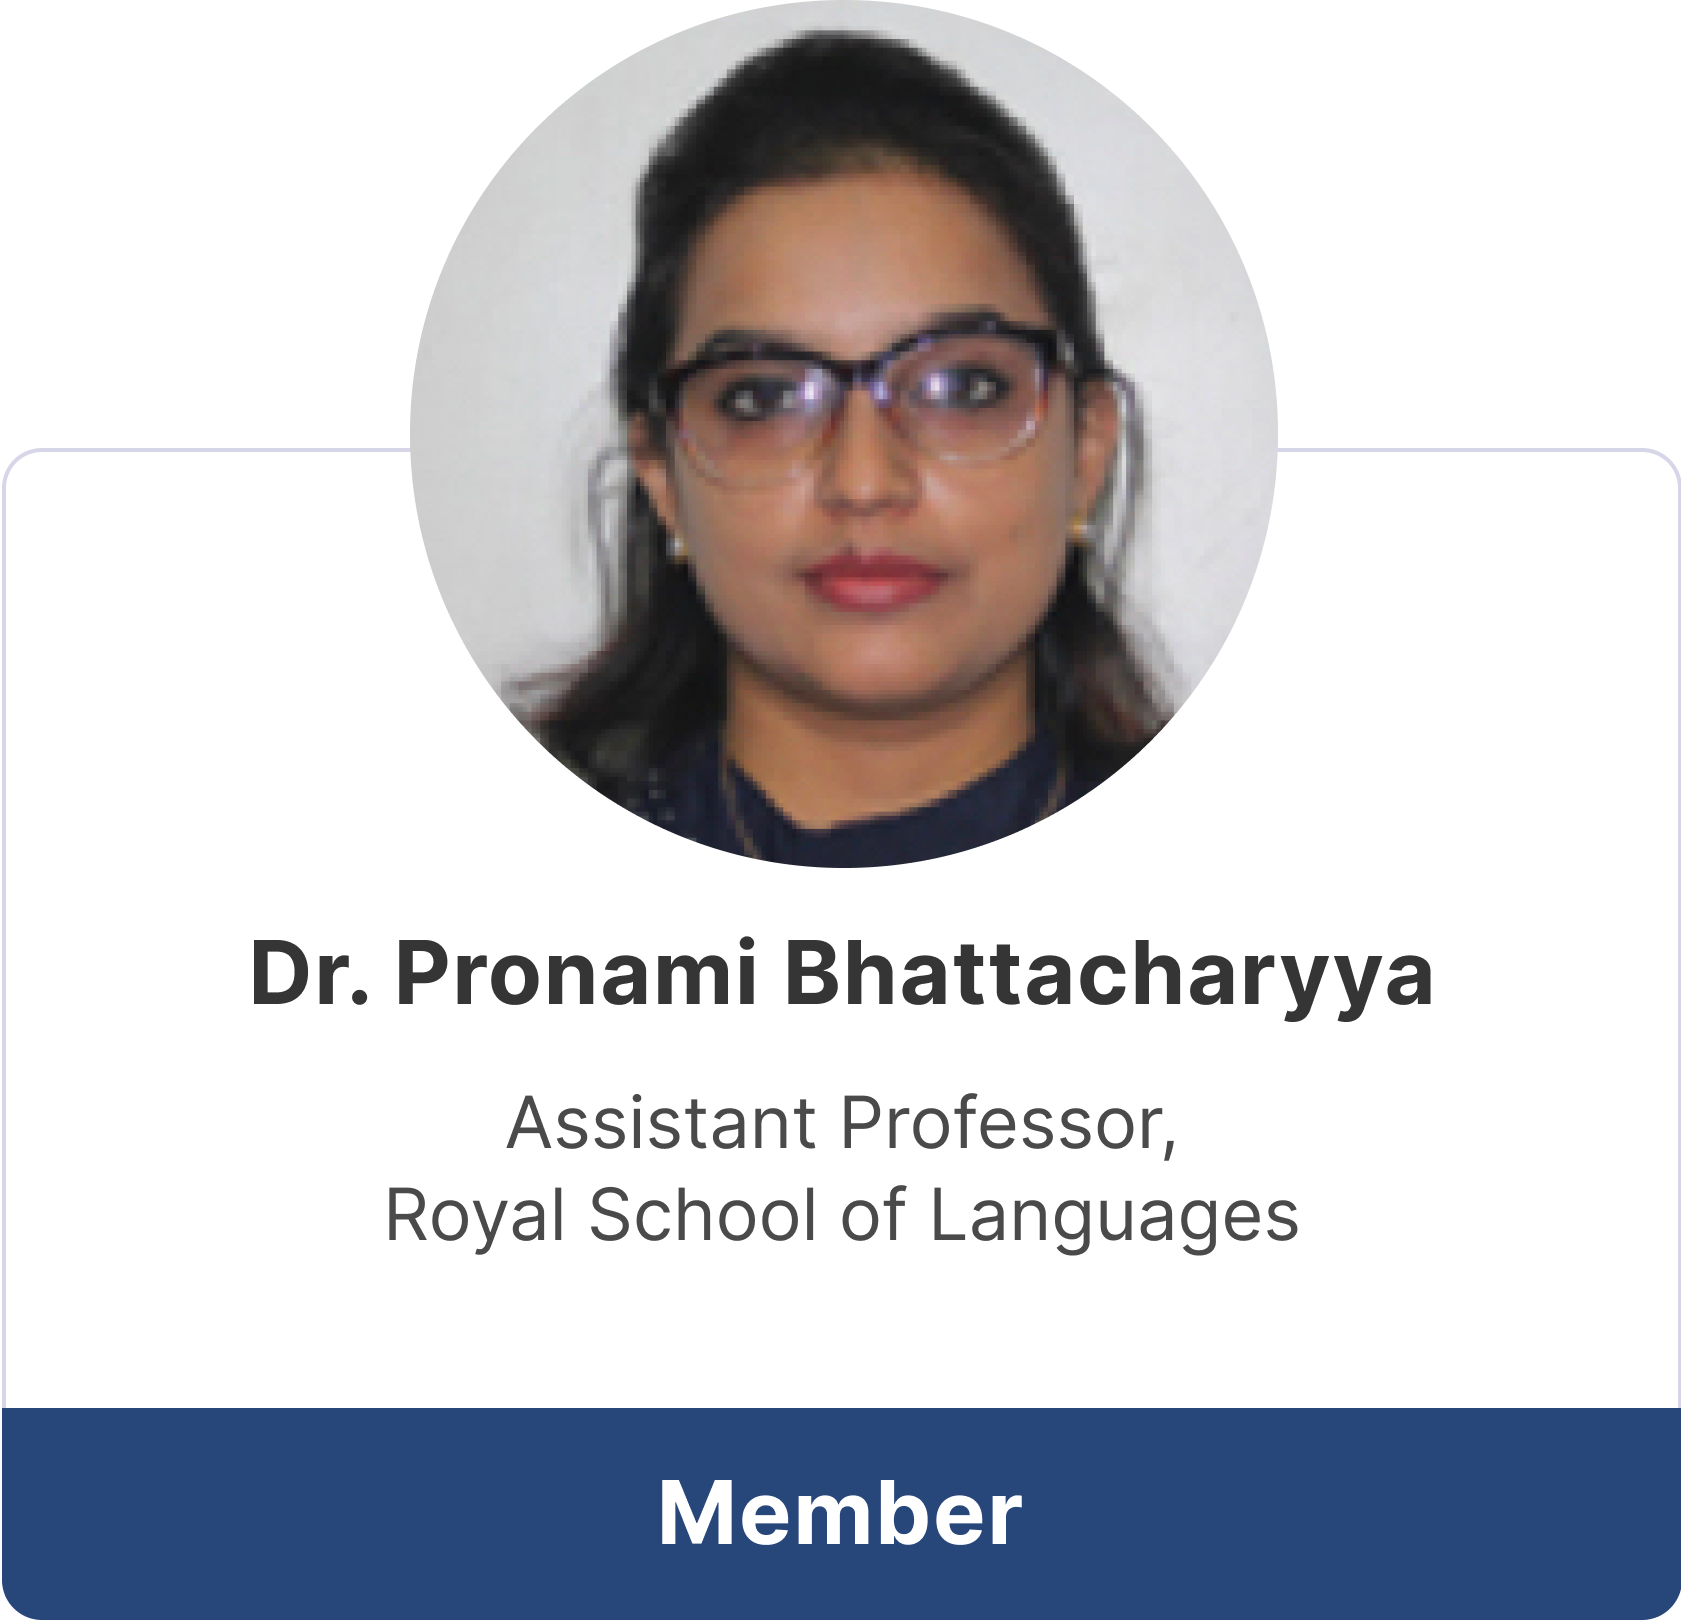 Dr. Pronami Bhattacharyya
Assistant Professor,
Royal School of Languages
Member